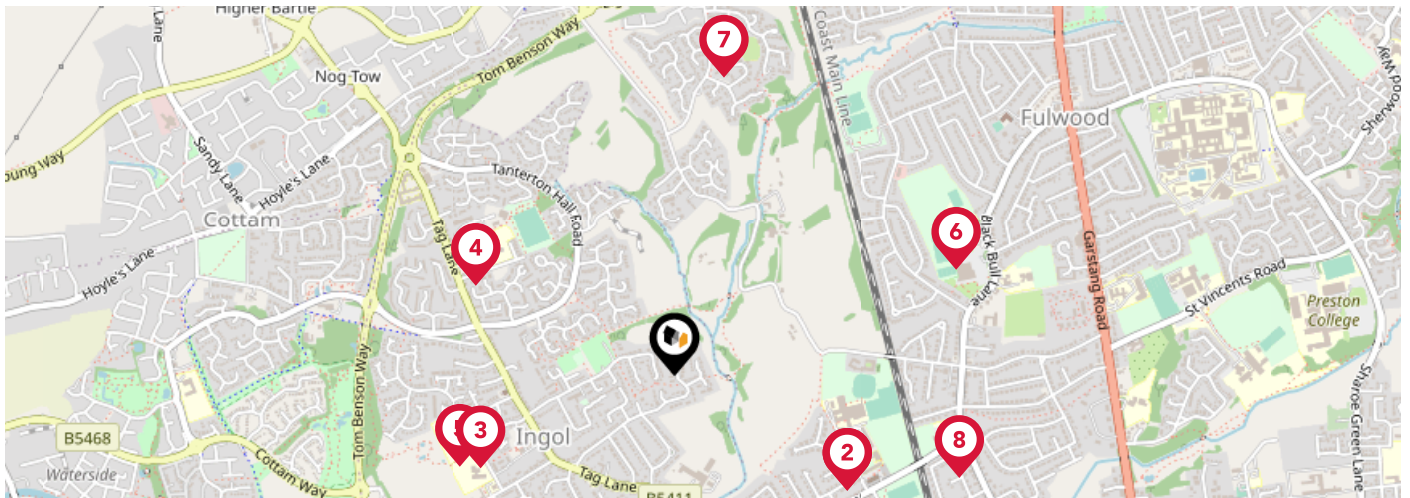 Higher Bartle
Lane
Nog Tow
Tom Benson Way
7
Coast Main Line
Fulwood
Sherwood Way
Young Way
Sandy Lane
Hoyle's Lane
Cottam
Tanterton Hall Road
Tag Lane
4
6
Black Bull Lane
Garstang Road
St Vincents Road
Preston
College
Hoyle's Lane
Tom Benson Way
Sharoe Green Lane
3
Ingol
2
8
B5468
Waterside
Cottam Way
Tag Lane
B5411